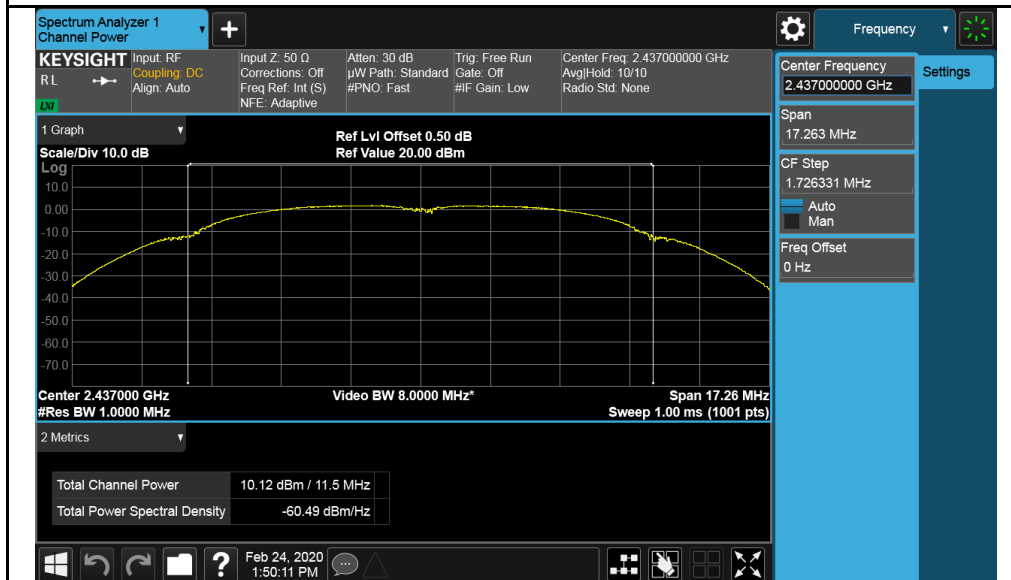 Spectrum Analyzer 1
Channel Power
+
Frequency
KEYSIGHT
Input: RF
Input Z: 50 Ω
Atten: 30 dB
Trig: Free Run
Center Freq: 2.437000000 GHz
R L
Coupling: DC
Corrections: Off
µW Path: Standard
Gate: Off
Avg|Hold: 10/10
Align: Auto
Freq Ref: Int (S)
#PNO: Fast
#IF Gain: Low
Radio Std: None
NFE: Adaptive
LXI
Center Frequency
2.437000000 GHz
Settings
Span
17.263 MHz
CF Step
1.726331 MHz
Auto
Man
Freq Offset
0 Hz
1 Graph
Ref Lvl Offset 0.50 dB
Scale/Div 10.0 dB
Ref Value 20.00 dBm
Log
10.0
0.00
-10.0
-20.0
-30.0
-40.0
-50.0
-60.0
-70.0
Center 2.437000 GHz
Video BW 8.0000 MHz*
Span 17.26 MHz
#Res BW 1.0000 MHz
Sweep 1.00 ms (1001 pts)
2 Metrics
Total Channel Power
10.12 dBm / 11.5 MHz
Total Power Spectral Density
-60.49 dBm/Hz
?
Feb 24, 2020
1:50:11 PM